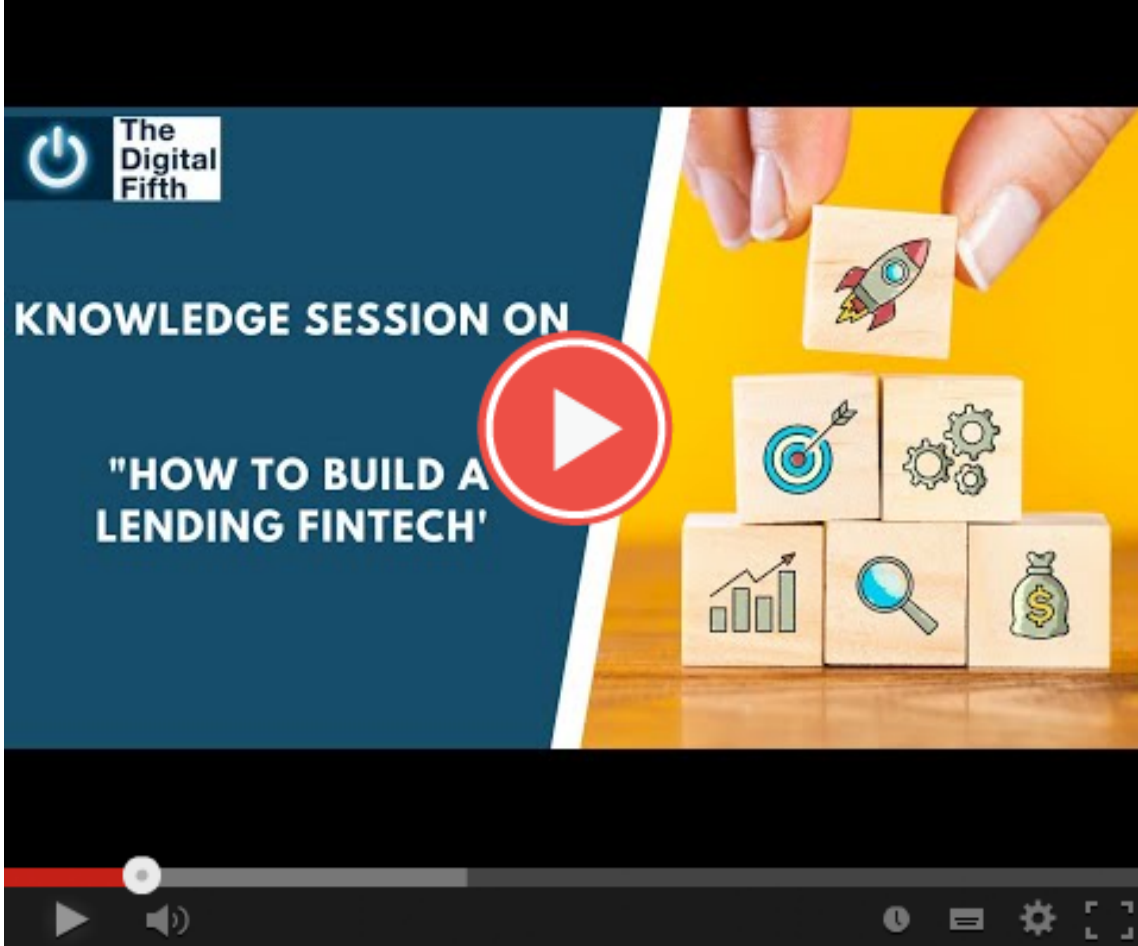 The
Digital
Fifth
KNOWLEDGE SESSION ON
"HOW TO BUILD A
LENDING FINTECH'
$